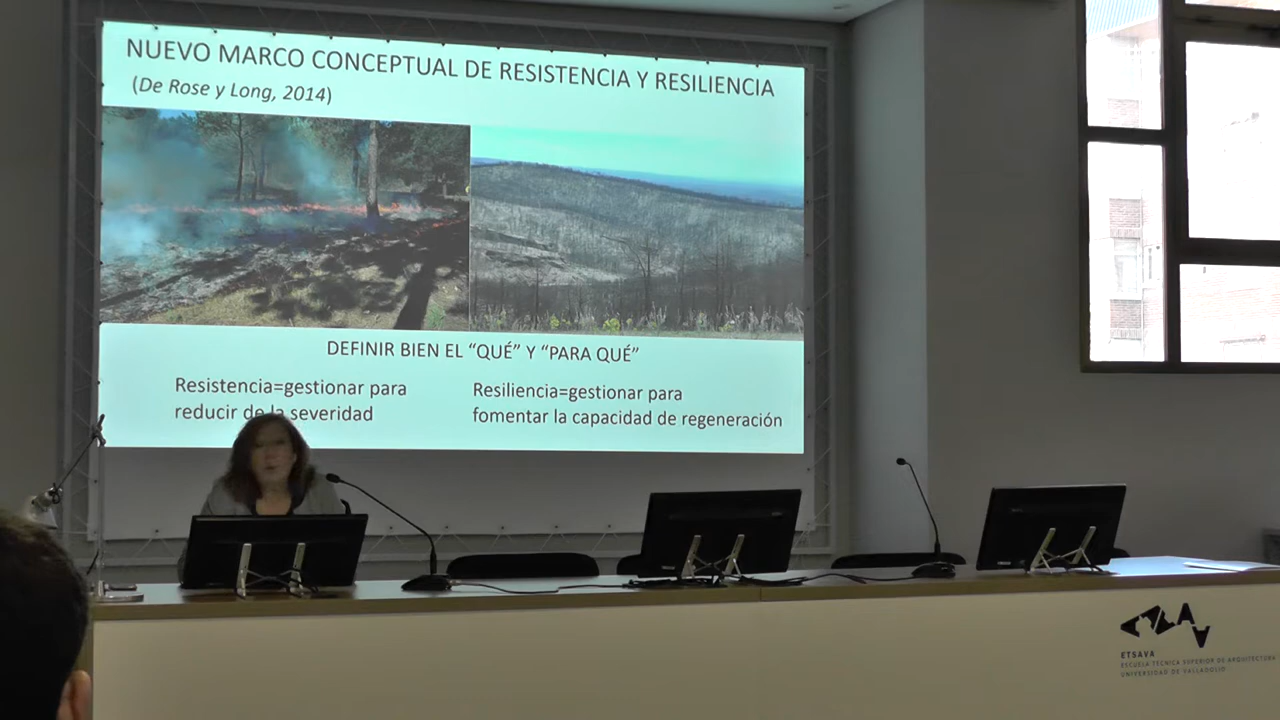 NUEVO MARCO CONCEPTUAL DE RESISTENCIA Y RESILIENCIA
(De Rose y Long, 2014)
DEFINIR BIEN EL “QUÉ” Y “PARA QUÉ”
Resistencia=gestionar para
reducir de la severidad
Resiliencia=gestionar para
fomentar la capacidad de regeneración
ETSAVA
ESCUELA TÉCNICA SUPERIOR DE ARQUITECTURA
UNIVERSIDAD DE VALLADOLID